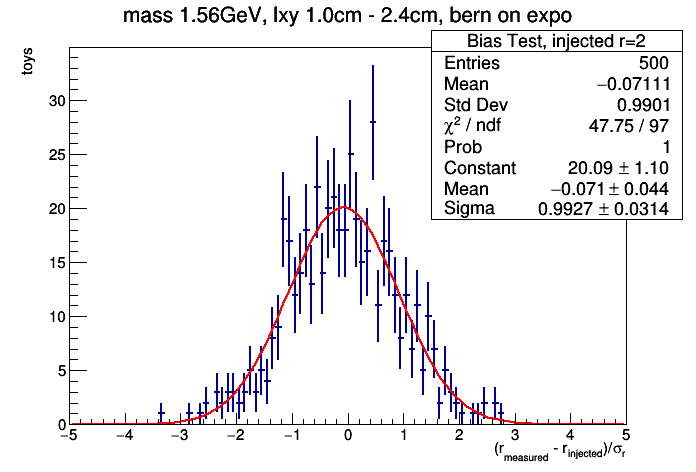 mass 1.56GeV, lxy 1.0cm - 2.4cm, bern on expo
toys
Bias Test, injected r=2
Entries 500
Mean −0.07111
Std Dev 0.9901
χ² / ndf 47.75 / 97
Prob 1
Constant 20.09 ± 1.10
Mean −0.071 ± 0.044
Sigma 0.9927 ± 0.0314
30
25
20
15
10
5
0
−5 −4 −3 −2 −1 0 1 2 3 4 5
(r_measured - r_injected)/σ_r